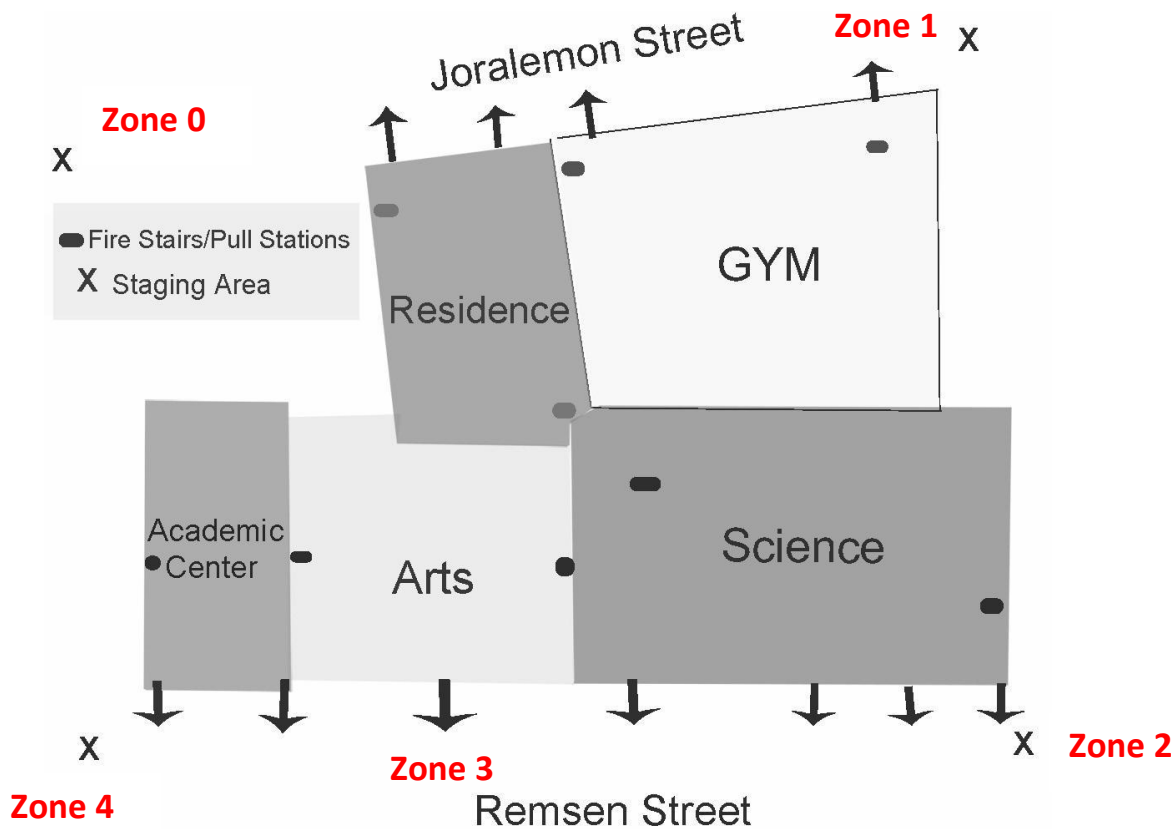 Zone 1
X
Joralemon Street
Zone 0
X
Fire Stairs/Pull Stations
X Staging Area
GYM
Residence
Academic
Center
Arts
Science
X
Zone 3
X
Zone 2
Zone 4
Remsen Street